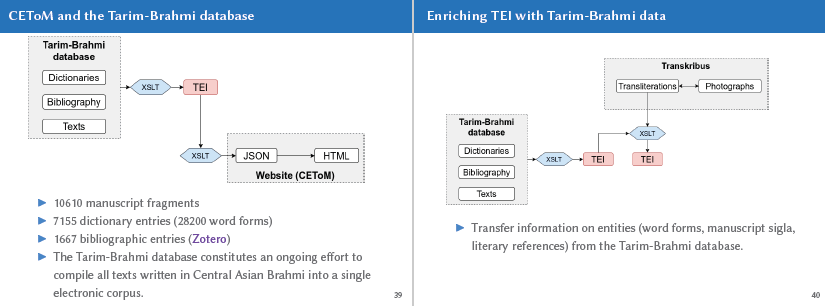 CEToM and the Tarim-Brahmi database
Tarim-Brahmi
database
Dictionaries
Bibliography
Texts
XSLT
TEI
XSLT
JSON
HTML
Website (CEToM)
▶ 10610 manuscript fragments
▶ 7155 dictionary entries (28200 word forms)
▶ 1667 bibliographic entries (Zotero)
▶ The Tarim-Brahmi database constitutes an ongoing effort to
compile all texts written in Central Asian Brahmi into a single
electronic corpus.
39
Enriching TEI with Tarim-Brahmi data
Transkribus
Transliterations
Photographs
Tarim-Brahmi
database
Dictionaries
Bibliography
Texts
XSLT
TEI
XSLT
TEI
▶ Transfer information on entities (word forms, manuscript sigla,
literary references) from the Tarim-Brahmi database.
40